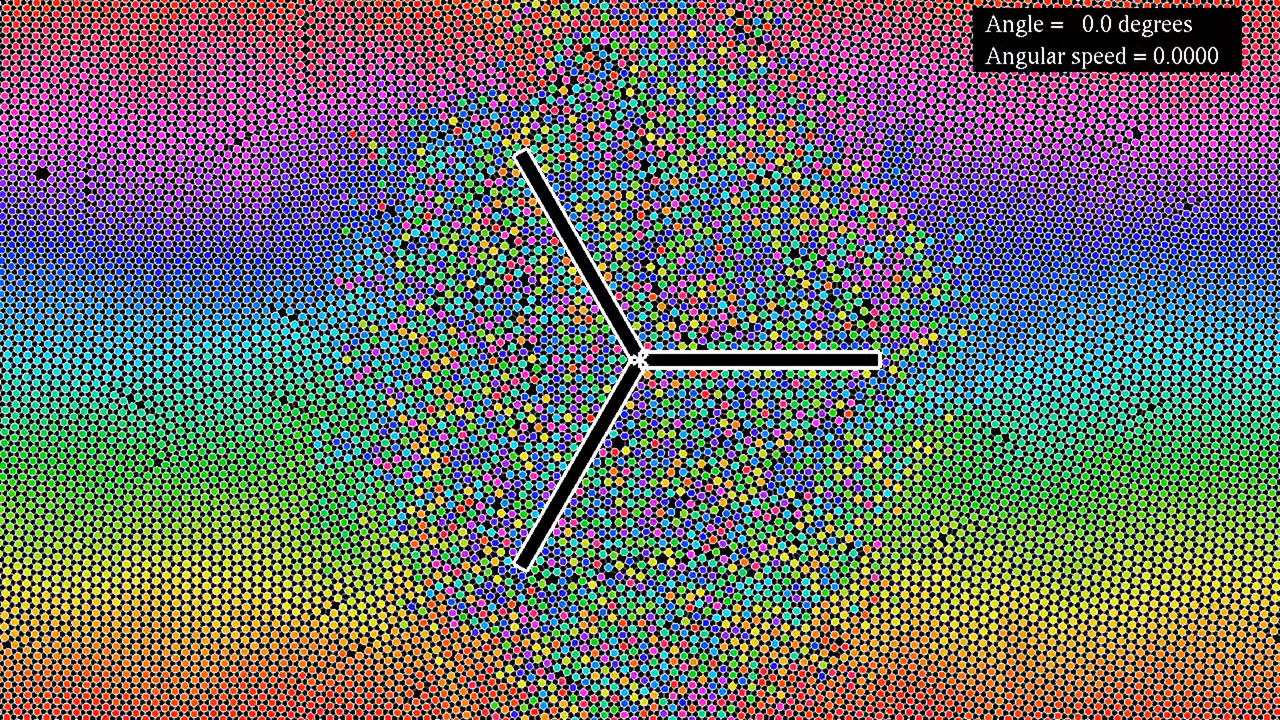 Angle = 0.0 degrees
Angular speed = 0.0000